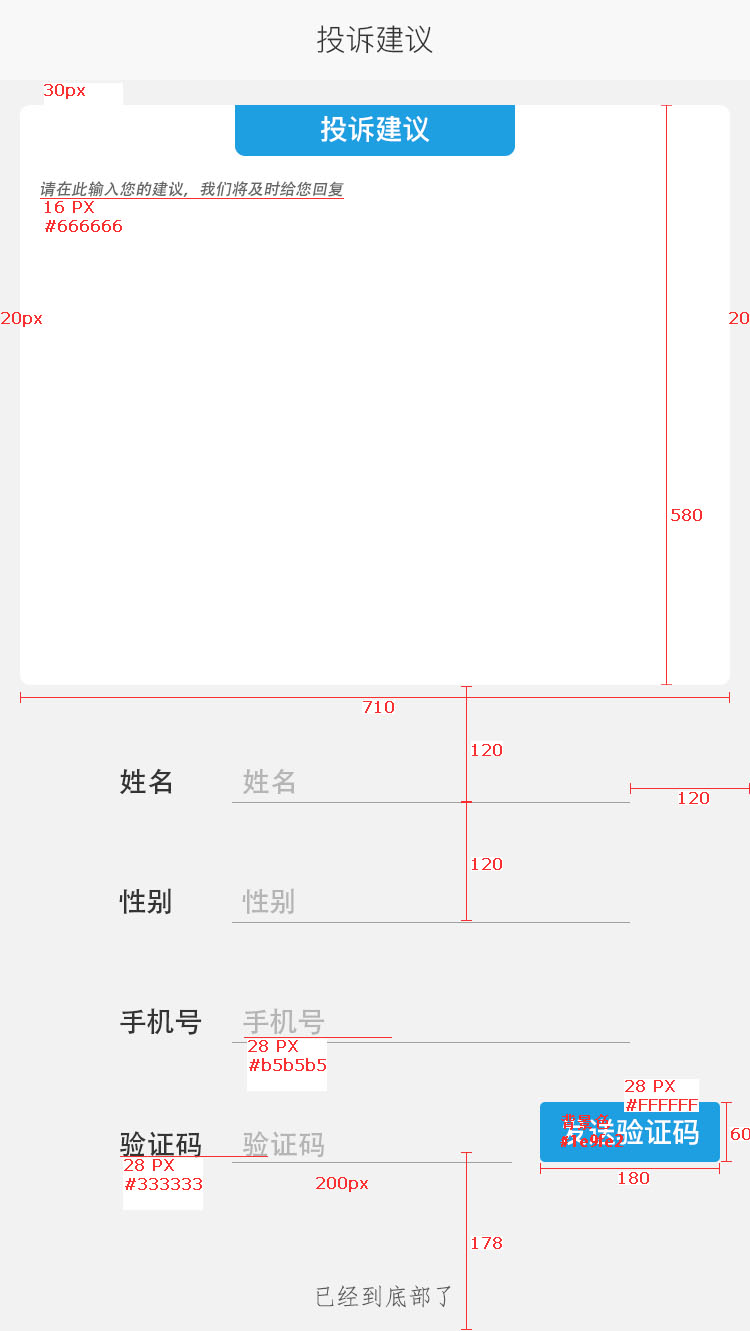 投诉建议
30px
投诉建议
请在此输入您的建议，我们将及时给您回复
16 PX
#666666
20px
20
580
710
120
姓名
姓名
120
120
性别
性别
手机号
手机号
28 PX
#b5b5b5
28 PX
#FFFFFF
背景色
#1e9fe2
发送验证码
60
验证码
验证码
28 PX
#333333
200px
180
178
已经到底部了